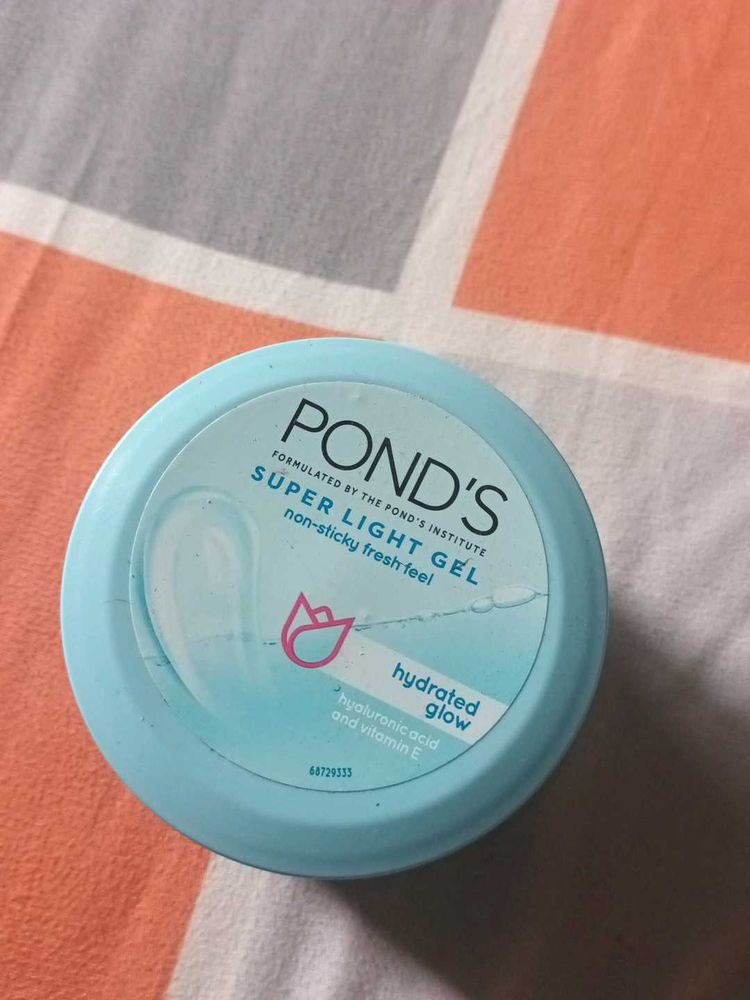 POND'S
FORMULATED BY THE POND'S INSTITUTE
SUPER LIGHT GEL
non-sticky fresh feel
hydrated
glow
hyaluronic acid
and vitamin E
68729333